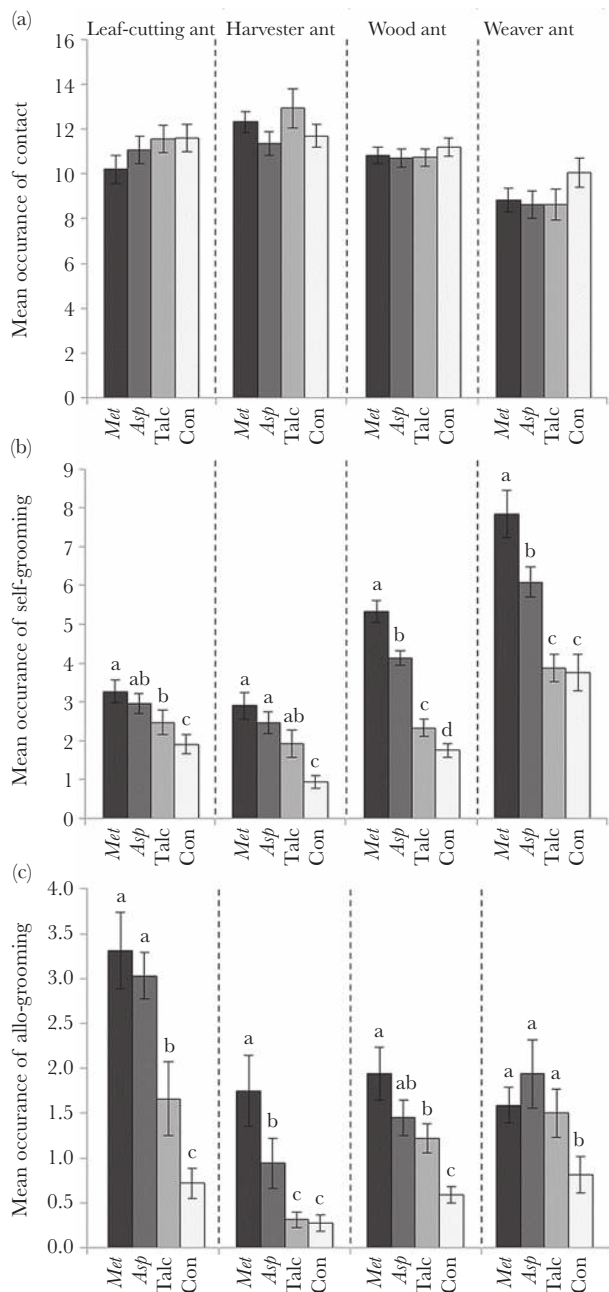 (a)
Leaf-cutting ant Harvester ant Wood ant Weaver ant
Mean occurance of contact
16
14
12
10
8
6
4
2
0
Met Asp Talc Con Met Asp Talc Con Met Asp Talc Con Met Asp Talc Con
(b)
Mean occurance of self-grooming
9
8
7
6
5
4
3
2
1
0
a ab b c a a ab c a b c d a b c c
Met Asp Talc Con Met Asp Talc Con Met Asp Talc Con Met Asp Talc Con
(c)
Mean occurance of allo-grooming
4.0
3.5
3.0
2.5
2.0
1.5
1.0
0.5
0.0
a a b c a b c c a ab b c a a a b
Met Asp Talc Con Met Asp Talc Con Met Asp Talc Con Met Asp Talc Con